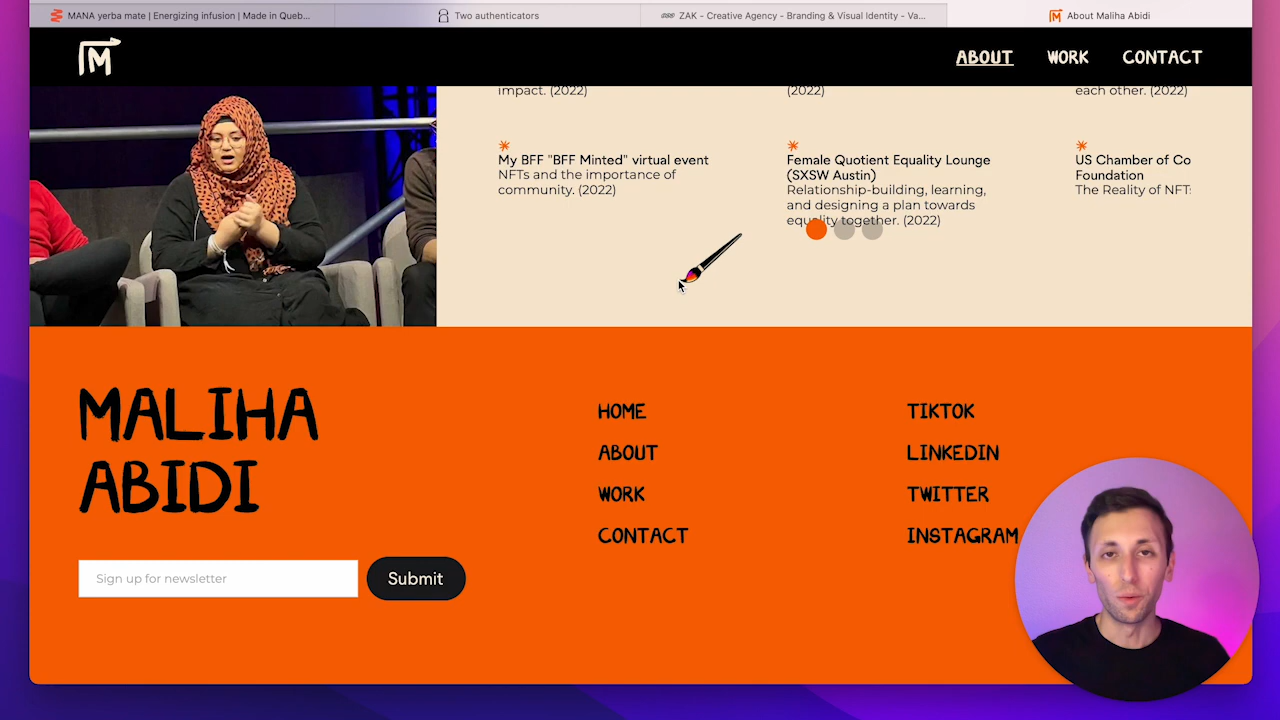 MANA yerba mate | Energizing infusion | Made in Queb...
Two authenticators
ZAK - Creative Agency - Branding & Visual Identity - Va...
About Maliha Abidi
M
ABOUT
WORK
CONTACT
impact. (2022)
(2022)
each other. (2022)
My BFF "BFF Minted" virtual event
NFTs and the importance of
community. (2022)
Female Quotient Equality Lounge
(SXSW Austin)
Relationship-building, learning,
and designing a plan towards
equality together. (2022)
US Chamber of Co
Foundation
The Reality of NFT
MALIHA
ABIDI
Sign up for newsletter
Submit
HOME
ABOUT
WORK
CONTACT
TIKTOK
LINKEDIN
TWITTER
INSTAGRAM